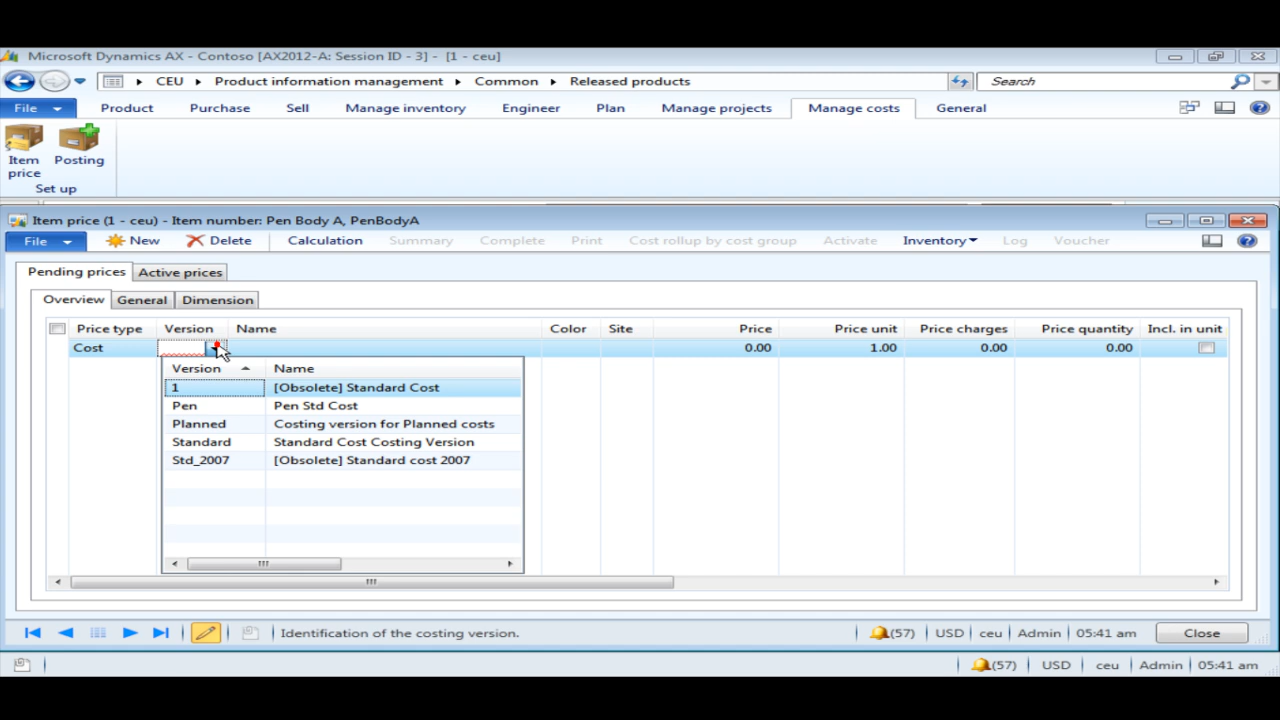 Microsoft Dynamics AX - Contoso [AX2012-A: Session ID - 3] - [1 - ceu]
CEU Product information management Common Released products Search
File Product Purchase Sell Manage inventory Engineer Plan Manage projects Manage costs General
Item price Posting
Set up
Item price (1 - ceu) - Item number: Pen Body A, PenBodyA
File New Delete Calculation Summary Complete Print Cost rollup by cost group Activate Inventory Log Voucher
Pending prices Active prices
Overview General Dimension
Price type Version Name Color Site Price Price unit Price charges Price quantity Incl. in unit
Cost 0.00 1.00 0.00 0.00
Version Name
1 [Obsolete] Standard Cost
Pen Pen Std Cost
Planned Costing version for Planned costs
Standard Standard Cost Costing Version
Std_2007 [Obsolete] Standard cost 2007
Identification of the costing version. (57) USD ceu Admin 05:41 am Close
(57) USD ceu Admin 05:41 am